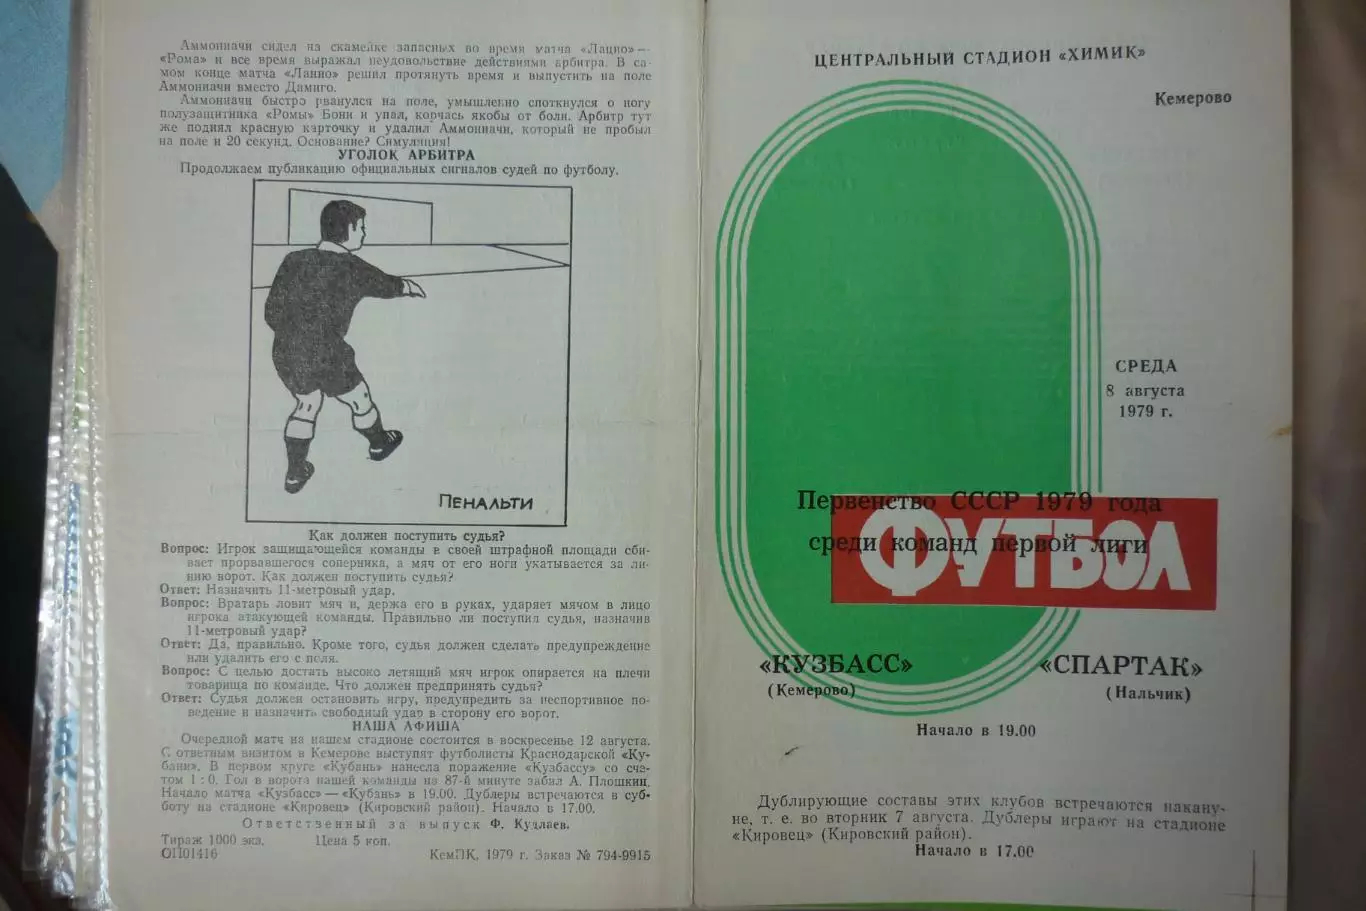 Аммониачи сидел на скамейке запасных во время матча «Лацио» —
«Рома» и все время выражал неудовольствие действиями арбитра. В са-
мом конце матча «Лацио» решил протянуть время и выпустить на поле
Аммониачи вместо Дамиго.
Аммониачи быстро рванулся на поле, умышленно споткнулся о ногу
полузащитника «Ромы» Бони и упал, корчась якобы от боли. Арбитр тут
же поднял красную карточку и удалил Аммониачи, который не пробыл
на поле и 20 секунд. Основание? Симуляция!
УГОЛОК АРБИТРА
Продолжаем публикацию официальных сигналов судей по футболу.
ПЕНАЛЬТИ
Как должен поступить судья?
Вопрос: Игрок защищающейся команды в своей штрафной площади сби-
вает прорвавшегося соперника, а мяч от его ноги укатывается за ли-
нию ворот. Как должен поступить судья?
Ответ: Назначить 11-метровый удар.
Вопрос: Вратарь ловит мяч и, держа его в руках, ударяет мячом в лицо
игрока атакующей команды. Правильно ли поступил судья, назначив
11-метровый удар?
Ответ: Да, правильно. Кроме того, судья должен сделать предупреждение
или удалить его с поля.
Вопрос: С целью достать высоко летящий мяч игрок опирается на плечи
товарища по команде. Что должен предпринять судья?
Ответ: Судья должен остановить игру, предупредить за неспортивное по-
ведение и назначить свободный удар в сторону его ворот.
НАША АФИША
Очередной матч на нашем стадионе состоится в воскресенье 12 августа.
С ответным визитом в Кемерове выступят футболисты Краснодарской «Ку-
бани». В первом круге «Кубань» нанесла поражение «Кузбассу» со сче-
том 1 : 0. Гол в ворота нашей команды на 87-й минуте забил А. Плошкин.
Начало матча «Кузбасс» — «Кубань» в 19.00. Дублеры встречаются в суб-
боту на стадионе «Кировец» (Кировский район). Начало в 17.00.
Ответственный за выпуск Ф. Кудлаев.
Тираж 1000 экз. Цена 5 коп.
ОП01416 КемПК, 1979 г. Заказ № 794-9915
ЦЕНТРАЛЬНЫЙ СТАДИОН «ХИМИК»
Кемерово
СРЕДА
8 августа
1979 г.
Первенство СССР 1979 года
среди команд первой лиги
ФУТБОЛ
«КУЗБАСС» «СПАРТАК»
(Кемерово) (Нальчик)
Начало в 19.00
Дублирующие составы этих клубов встречаются накану-
не, т. е. во вторник 7 августа. Дублеры играют на стадионе
«Кировец» (Кировский район).
Начало в 17.00